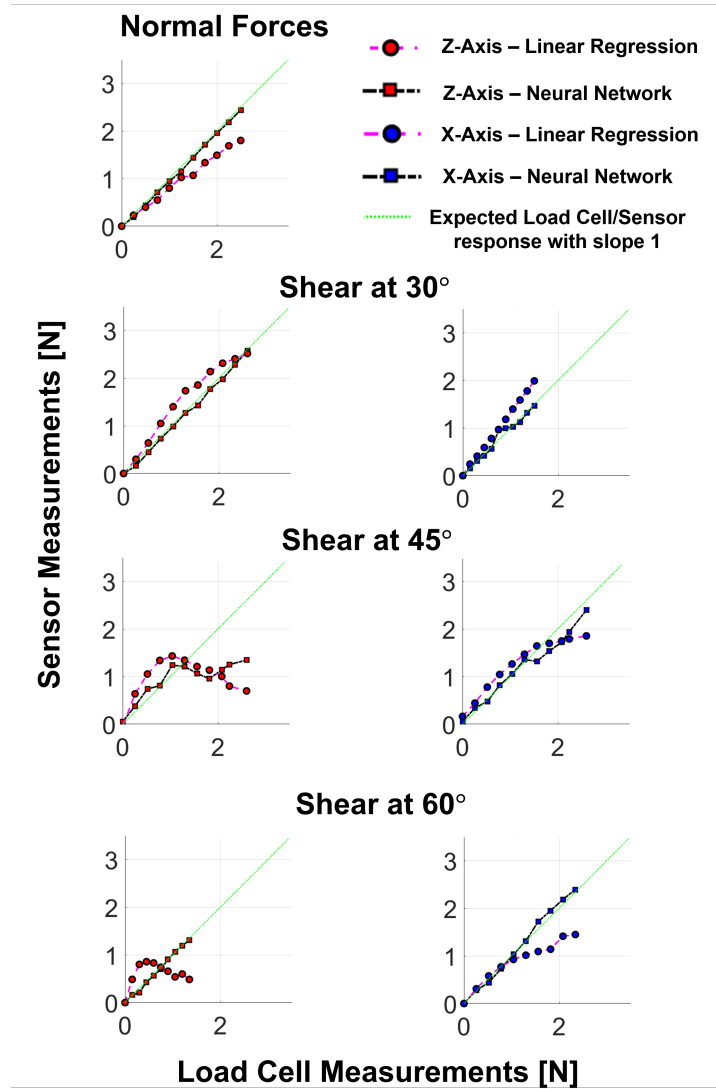 Normal Forces
Z-Axis – Linear Regression
Z-Axis – Neural Network
X-Axis – Linear Regression
X-Axis – Neural Network
Expected Load Cell/Sensor
response with slope 1
3
2
1
0
0 2
Shear at 30°
3
2
1
0
0 2
3
2
1
0
0 2
Shear at 45°
3
2
1
0
0 2
3
2
1
0
0 2
Shear at 60°
3
2
1
0
0 2
3
2
1
0
0 2
Sensor Measurements [N]
Load Cell Measurements [N]